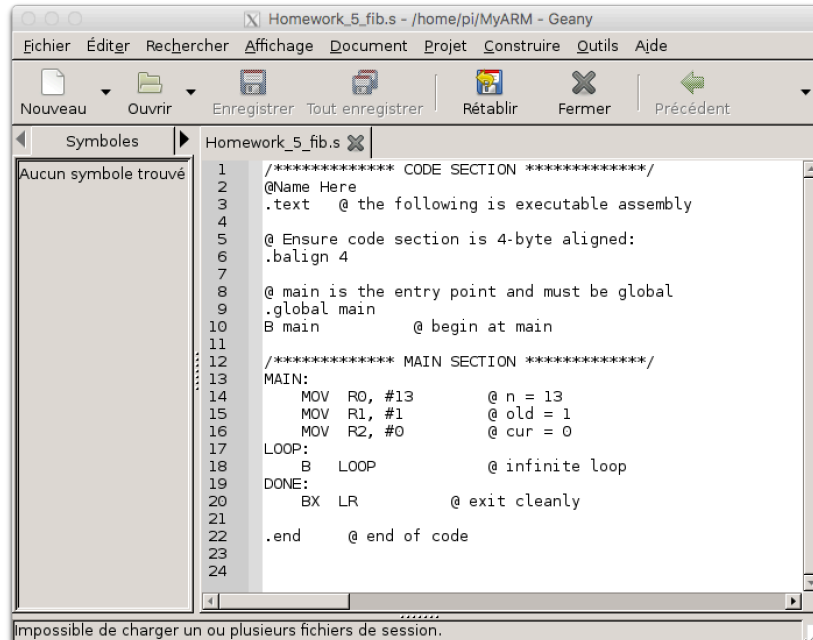 Homework_5_fib.s - /home/pi/MyARM - Geany
Fichier Éditer Rechercher Affichage Document Projet Construire Outils Aide
Nouveau Ouvrir Enregistrer Tout enregistrer Rétablir Fermer Précédent
Symboles Homework_5_fib.s
Aucun symbole trouvé
1 /************* CODE SECTION *************/
2 @Name Here
3 .text @ the following is executable assembly
4
5 @ Ensure code section is 4-byte aligned:
6 .balign 4
7
8 @ main is the entry point and must be global
9 .global main
10 B main @ begin at main
11
12 /************* MAIN SECTION *************/
13 MAIN:
14 MOV R0, #13 @ n = 13
15 MOV R1, #1 @ old = 1
16 MOV R2, #0 @ cur = 0
17 LOOP:
18 B LOOP @ infinite loop
19 DONE:
20 BX LR @ exit cleanly
21
22 .end @ end of code
23
24
Impossible de charger un ou plusieurs fichiers de session.